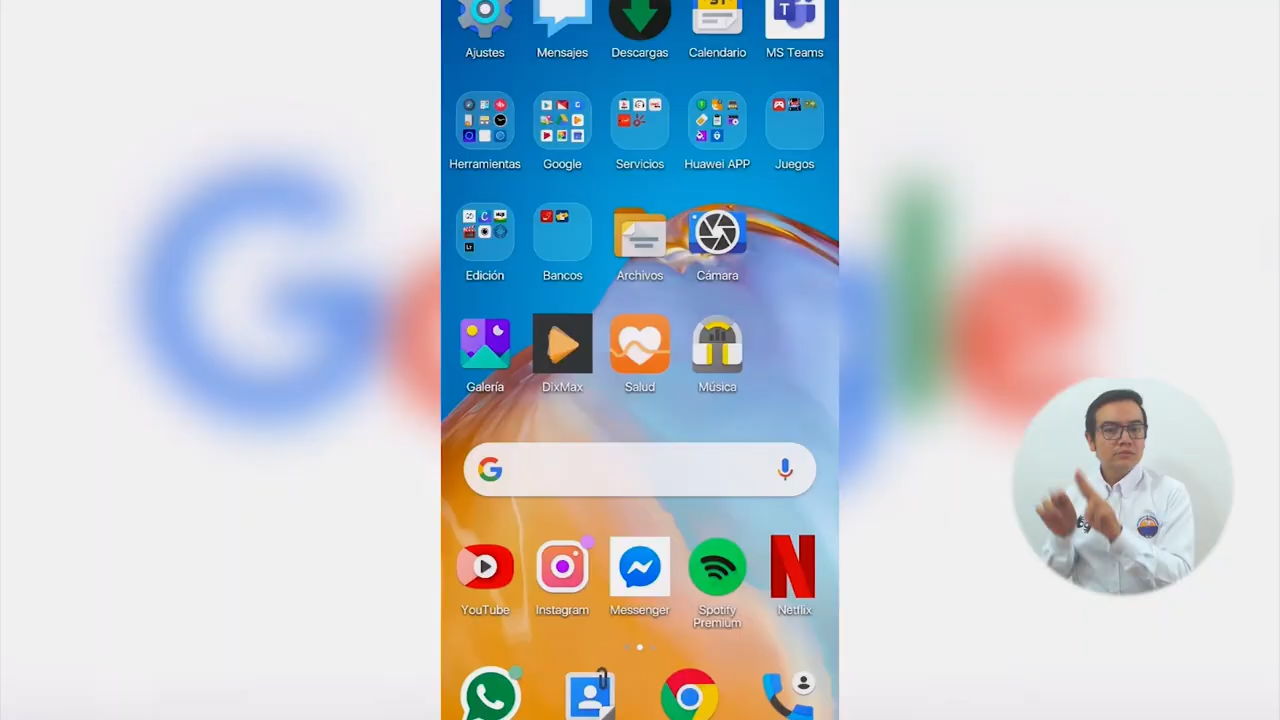 Google
Ajustes
Mensajes
Descargas
Calendario
MS Teams
Herramientas
Google
Servicios
Huawei APP
Juegos
Edición
Bancos
Archivos
Cámara
Galería
DixMax
Salud
Música
YouTube
Instagram
Messenger
Spotify
Premium
Netflix